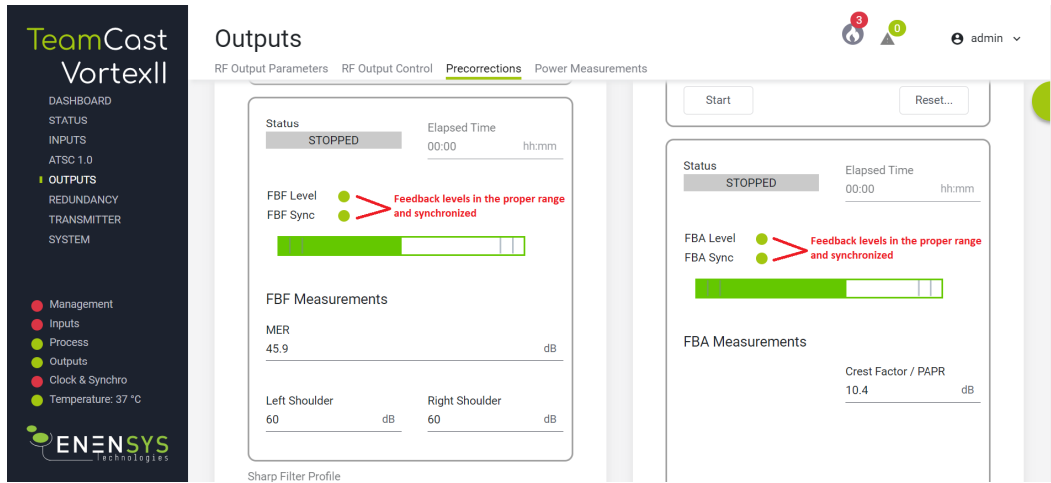 TeamCast
VortexII
DASHBOARD
STATUS
INPUTS
ATSC 1.0
OUTPUTS
REDUNDANCY
TRANSMITTER
SYSTEM
Management
Inputs
Process
Outputs
Clock & Synchro
Temperature: 37 °C
ENENSYS
Technologies
Outputs
3
0
admin
RF Output Parameters RF Output Control Precorrections Power Measurements
Status
STOPPED
Elapsed Time
00:00 hh:mm
FBF Level
FBF Sync
Feedback levels in the proper range
and synchronized
FBF Measurements
MER
45.9 dB
Left Shoulder Right Shoulder
60 dB 60 dB
Sharp Filter Profile
Start Reset...
Status
STOPPED
Elapsed Time
00:00 hh:mm
FBA Level
FBA Sync
Feedback levels in the proper range
and synchronized
FBA Measurements
Crest Factor / PAPR
10.4 dB